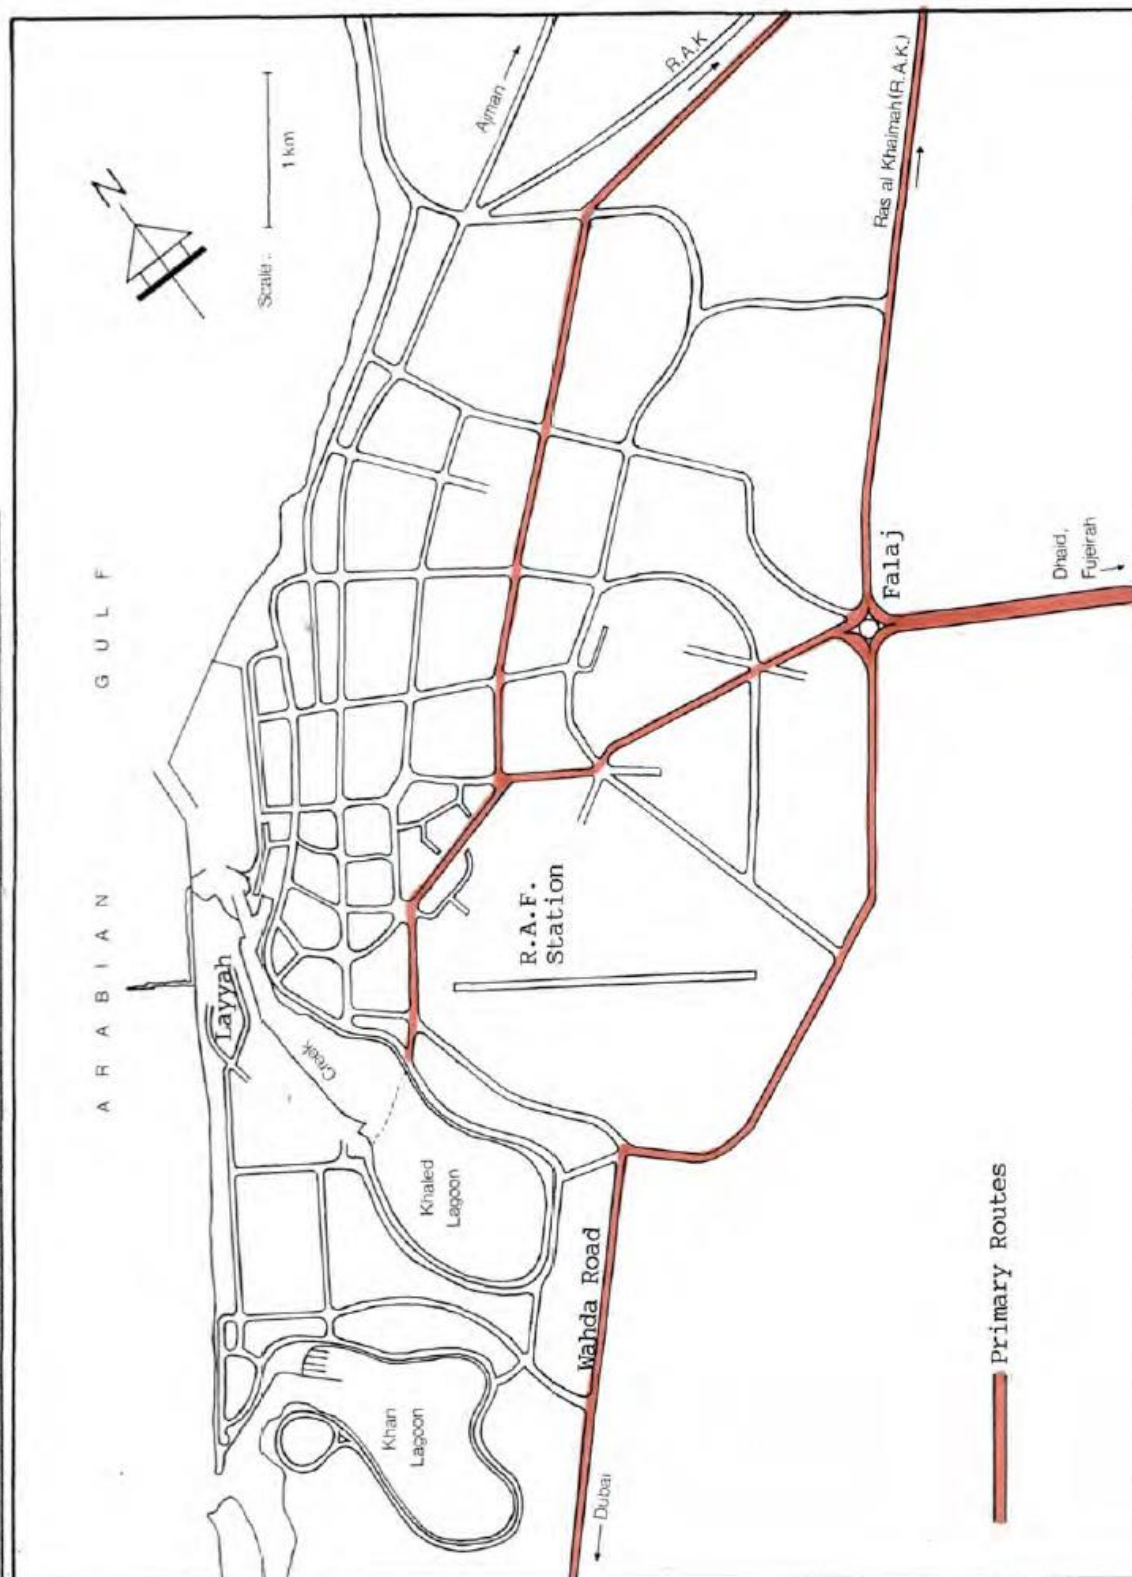 ARABIAN GULF
N
Scale:
1 km
Ajman
R.A.K
Ras al Khaimah (R.A.K.)
Layyah
Creek
Khaled
Lagoon
Khan
Lagoon
R.A.F.
Station
Falaj
Dhaid,
Fujeirah
Wahda Road
Dubai
Primary Routes